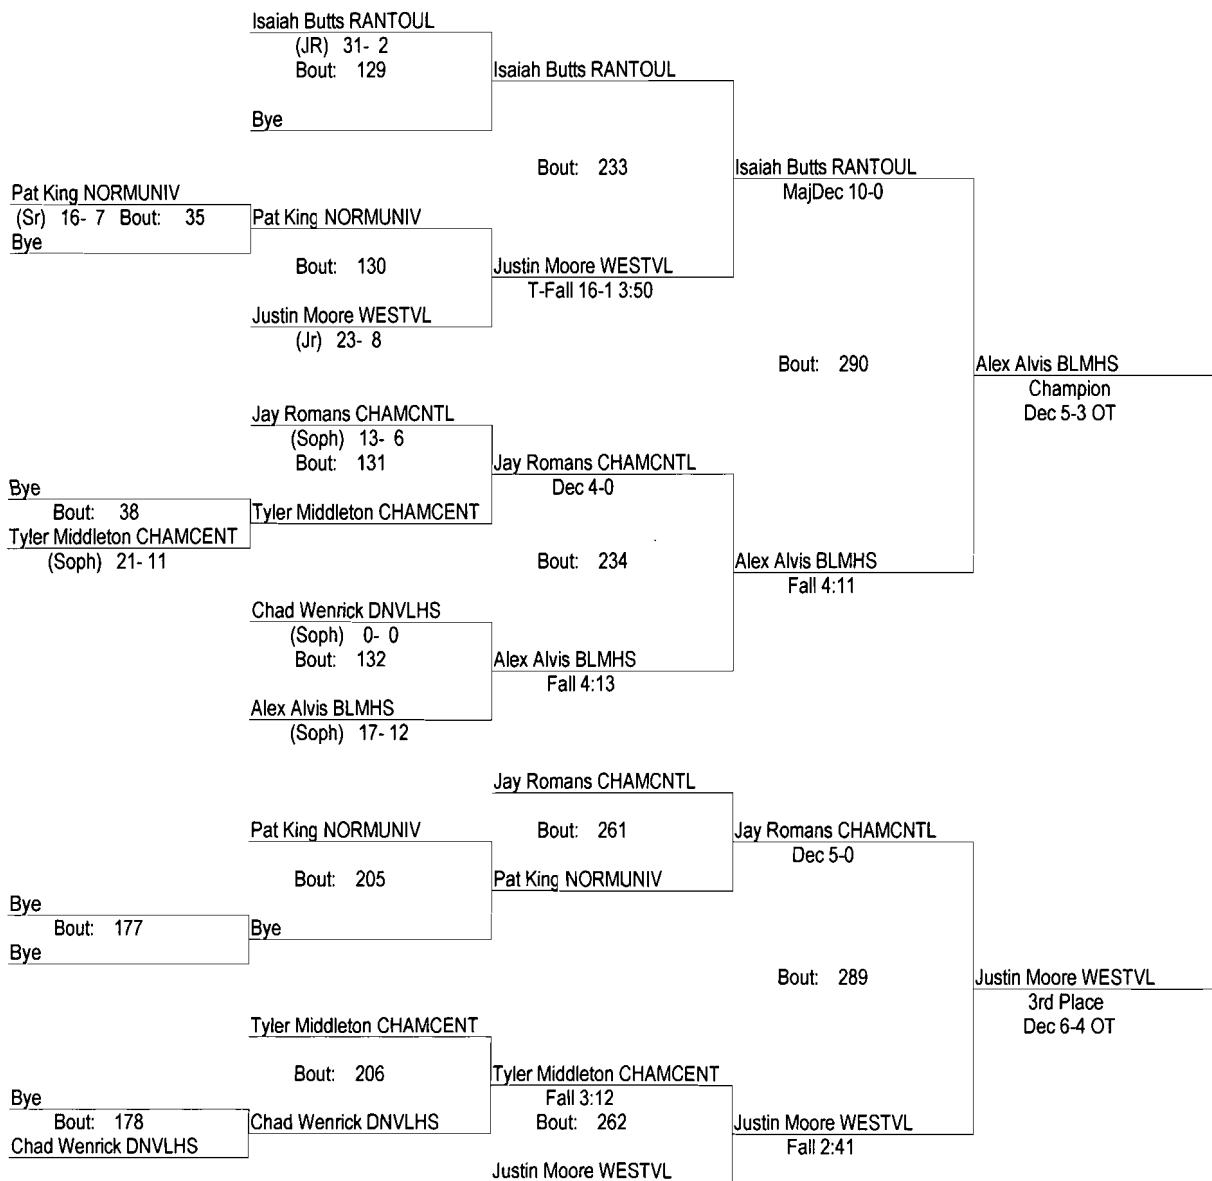 Isaiah Butts RANTOUL
(JR) 31- 2
Bout: 129
Isaiah Butts RANTOUL
Bye
Bout: 233
Isaiah Butts RANTOUL
MajDec 10-0
Pat King NORMUNIV
(Sr) 16- 7 Bout: 35
Bye
Pat King NORMUNIV
Bout: 130
Justin Moore WESTVL
T-Fall 16-1 3:50
Justin Moore WESTVL
(Jr) 23- 8
Bout: 290
Alex Alvis BLMHS
Champion
Dec 5-3 OT
Jay Romans CHAMCNTL
(Soph) 13- 6
Bout: 131
Jay Romans CHAMCNTL
Dec 4-0
Bye
Bout: 38
Tyler Middleton CHAMCENT
(Soph) 21- 11
Tyler Middleton CHAMCENT
Bout: 234
Alex Alvis BLMHS
Fall 4:11
Chad Wenrick DNVLHS
(Soph) 0- 0
Bout: 132
Alex Alvis BLMHS
Fall 4:13
Alex Alvis BLMHS
(Soph) 17- 12
Jay Romans CHAMCNTL
Pat King NORMUNIV
Bout: 261
Jay Romans CHAMCNTL
Dec 5-0
Bout: 205
Pat King NORMUNIV
Bye
Bout: 177
Bye
Bye
Bout: 289
Justin Moore WESTVL
3rd Place
Dec 6-4 OT
Tyler Middleton CHAMCENT
Bout: 206
Tyler Middleton CHAMCENT
Fall 3:12
Bye
Bout: 178
Chad Wenrick DNVLHS
Chad Wenrick DNVLHS
Bout: 262
Justin Moore WESTVL
Fall 2:41
Justin Moore WESTVL